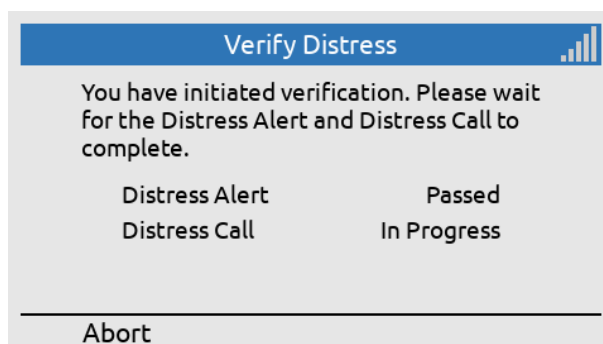 Verify Distress
You have initiated verification. Please wait
for the Distress Alert and Distress Call to
complete.
Distress Alert Passed
Distress Call In Progress
Abort